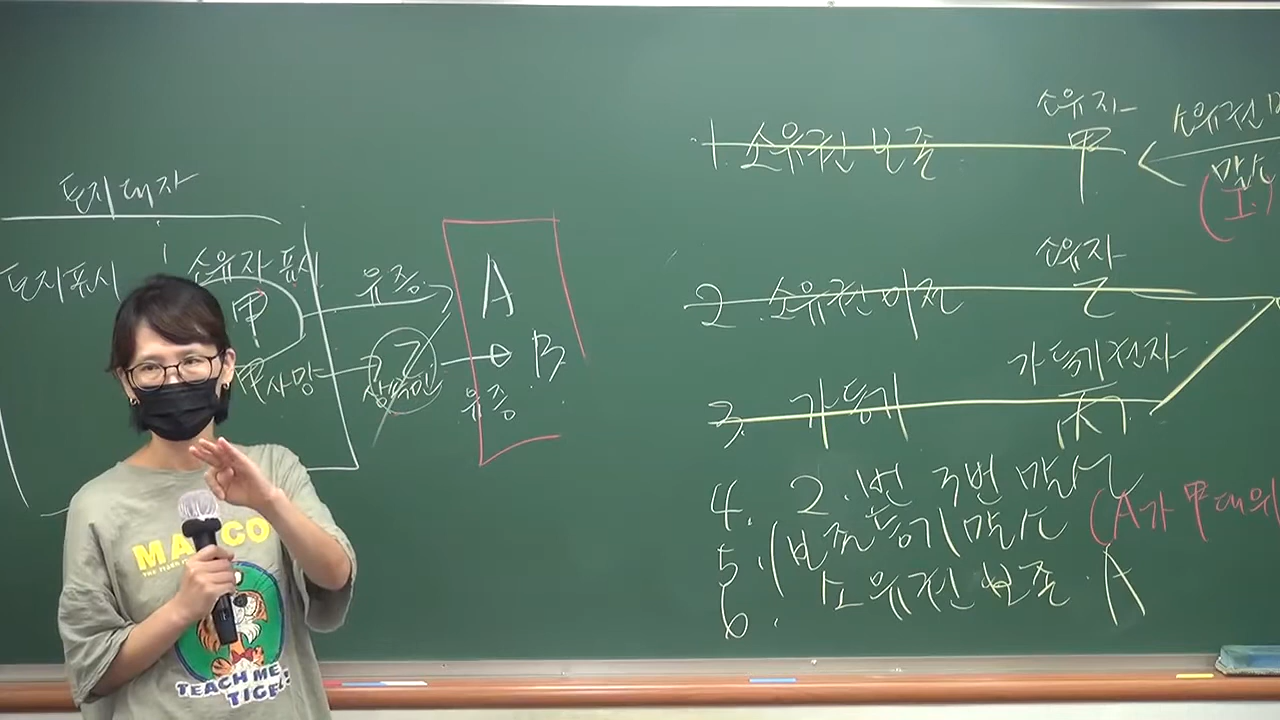 토지대장
토지표시
소유자 표시
甲
甲사망
유증
乙
상속인
유증
A
B
소유자
1. 소유권 보존 甲
소유권
말소
소유자
2. 소유권이전 乙
가등기권자
3. 가등기 丙
4. 2번 3번 말소
5. 1번 보존등기말소
(A가 甲 대위
6. 소유권 보존 A
MA CO
TEACH ME
TIGER